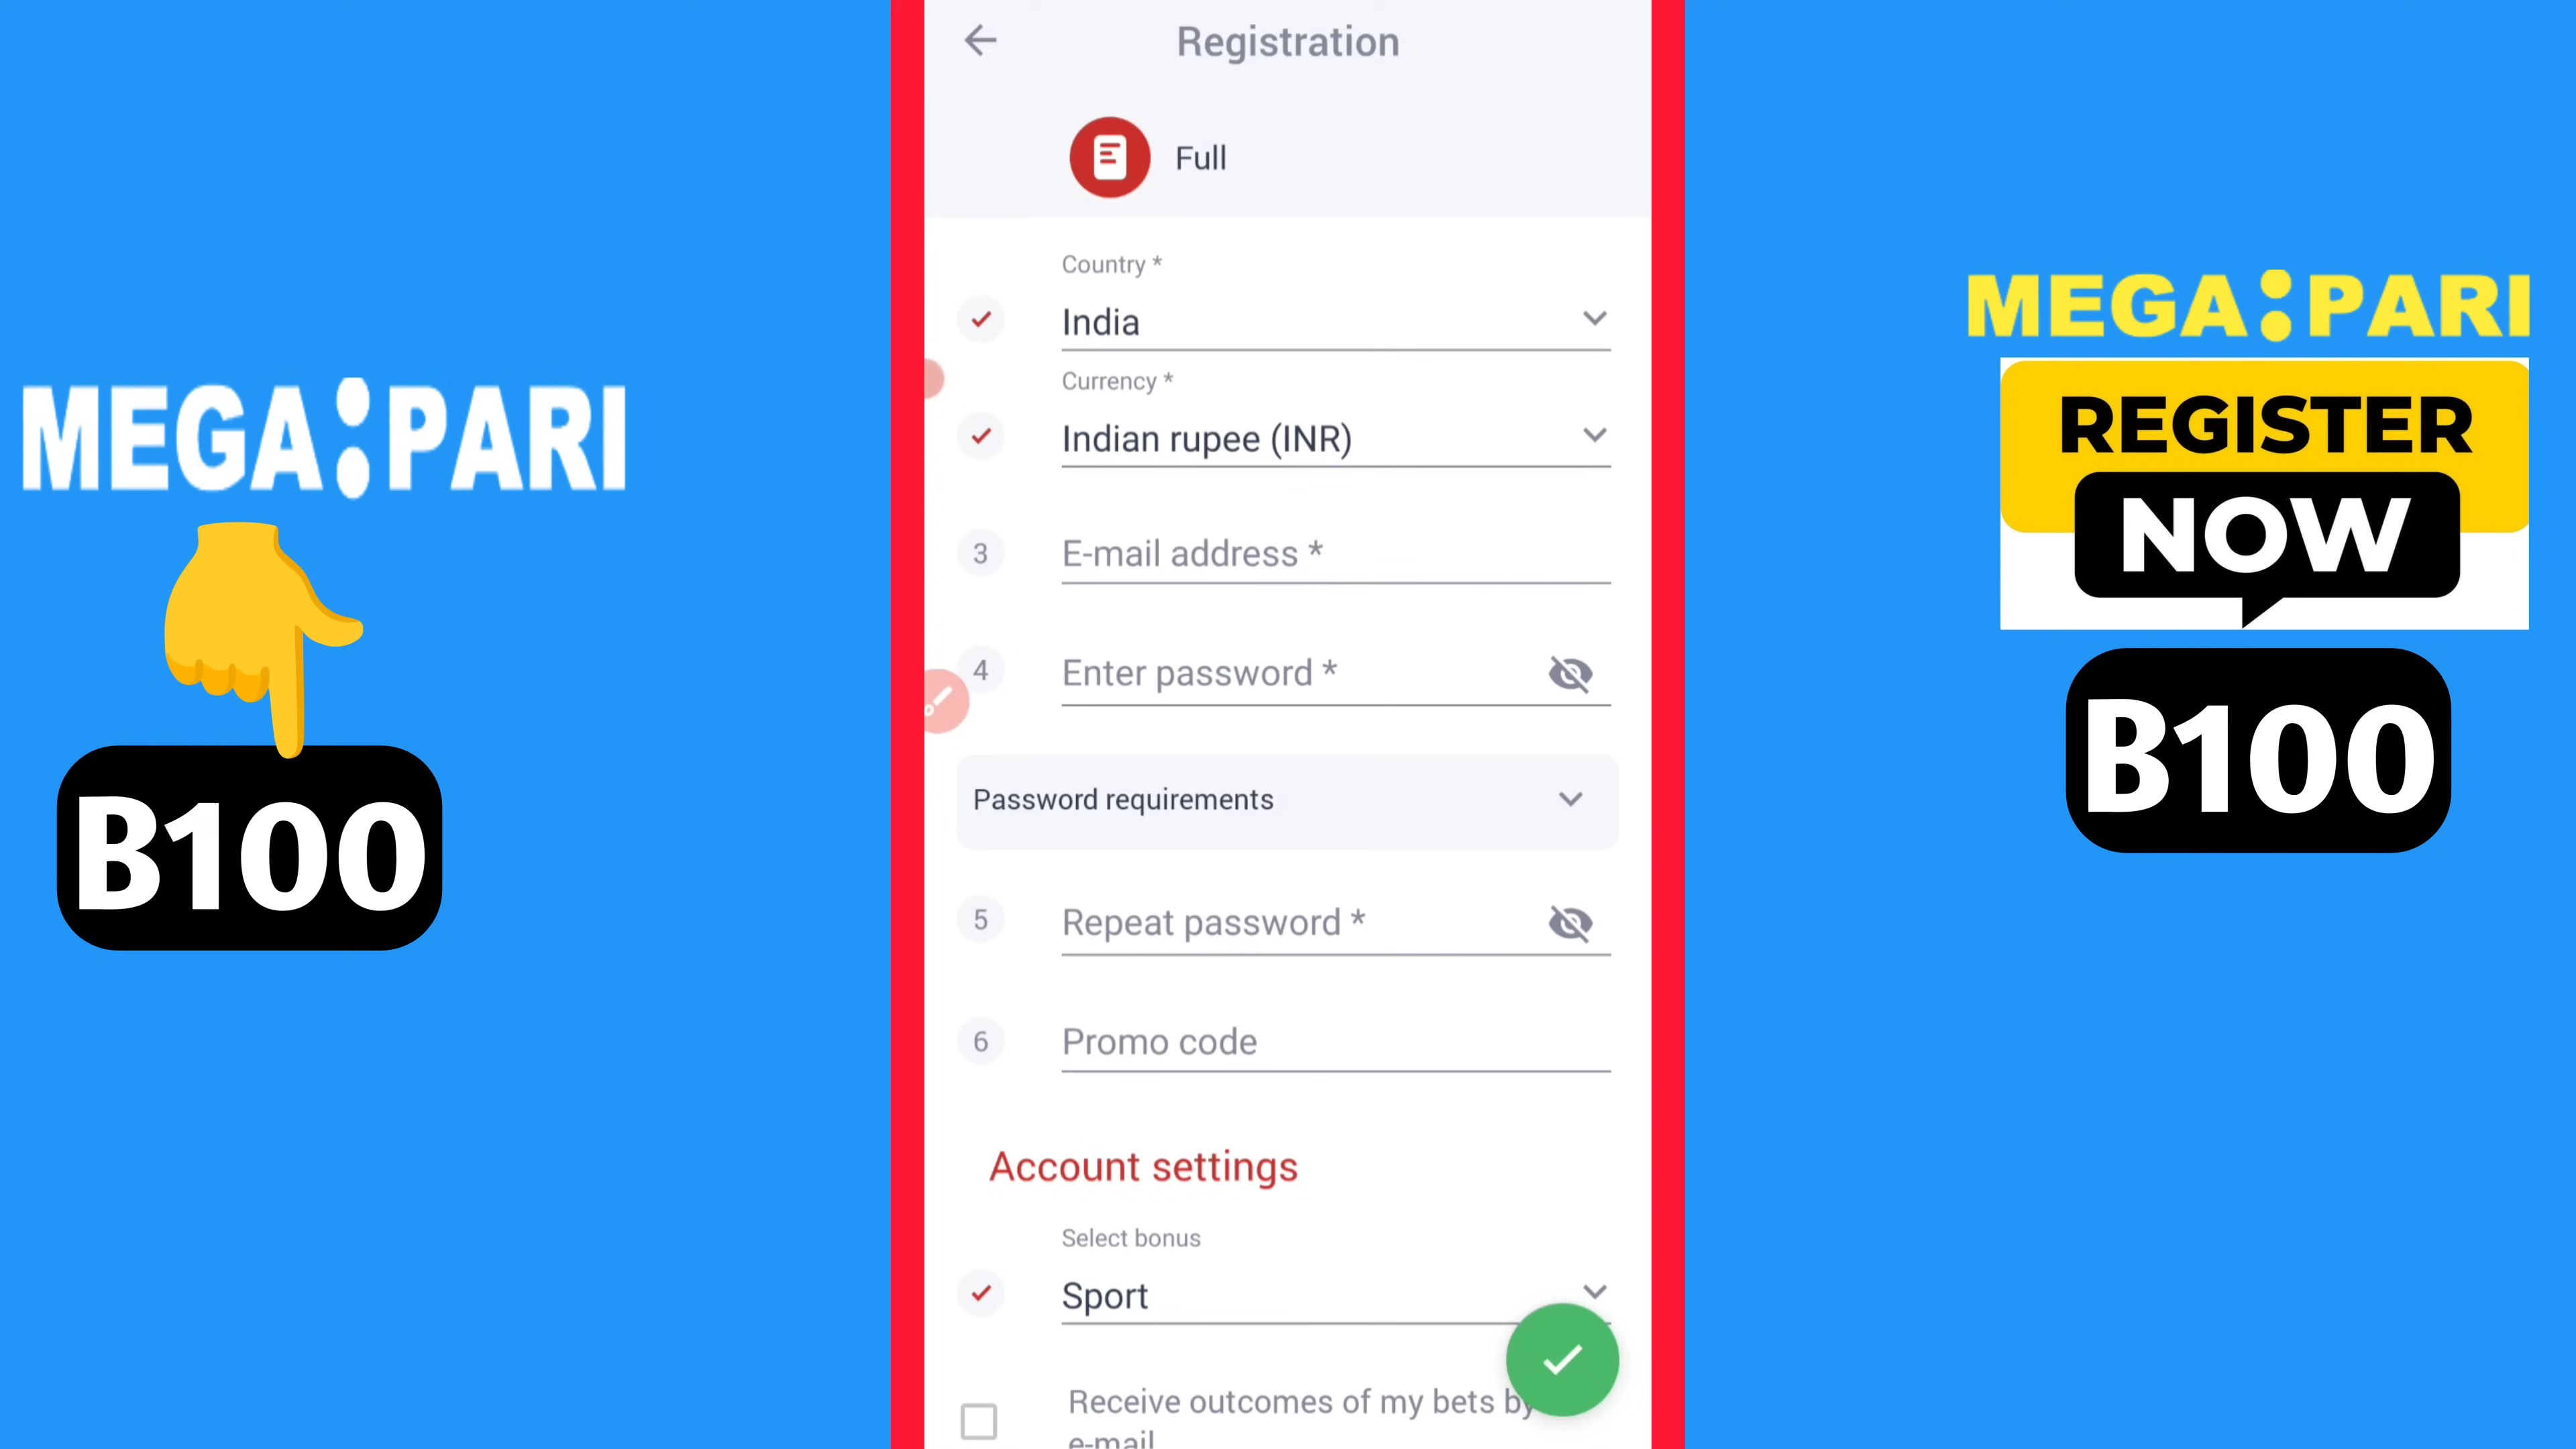 MEGA:PARI
B100
Registration
Full
Country *
India
Currency *
Indian rupee (INR)
3 E-mail address *
4 Enter password *
Password requirements
5 Repeat password *
6 Promo code
Account settings
Select bonus
Sport
Receive outcomes of my bets by
e-mail
MEGA:PARI
REGISTER
NOW
B100